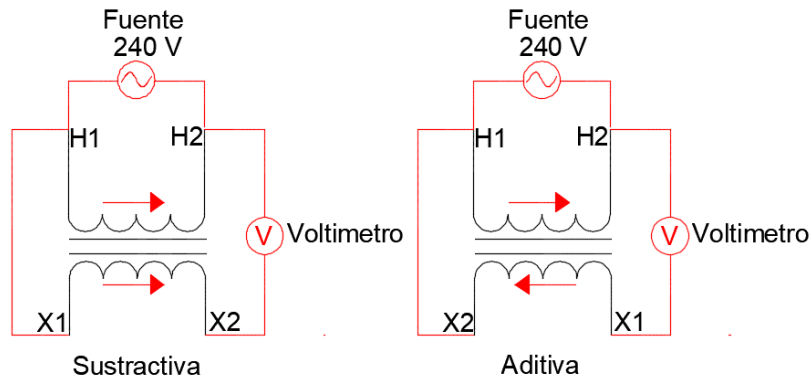 Fuente
240 V
H1
H2
V
Voltimetro
X1
X2
Sustractiva
Fuente
240 V
H1
H2
V
Voltimetro
X2
X1
Aditiva